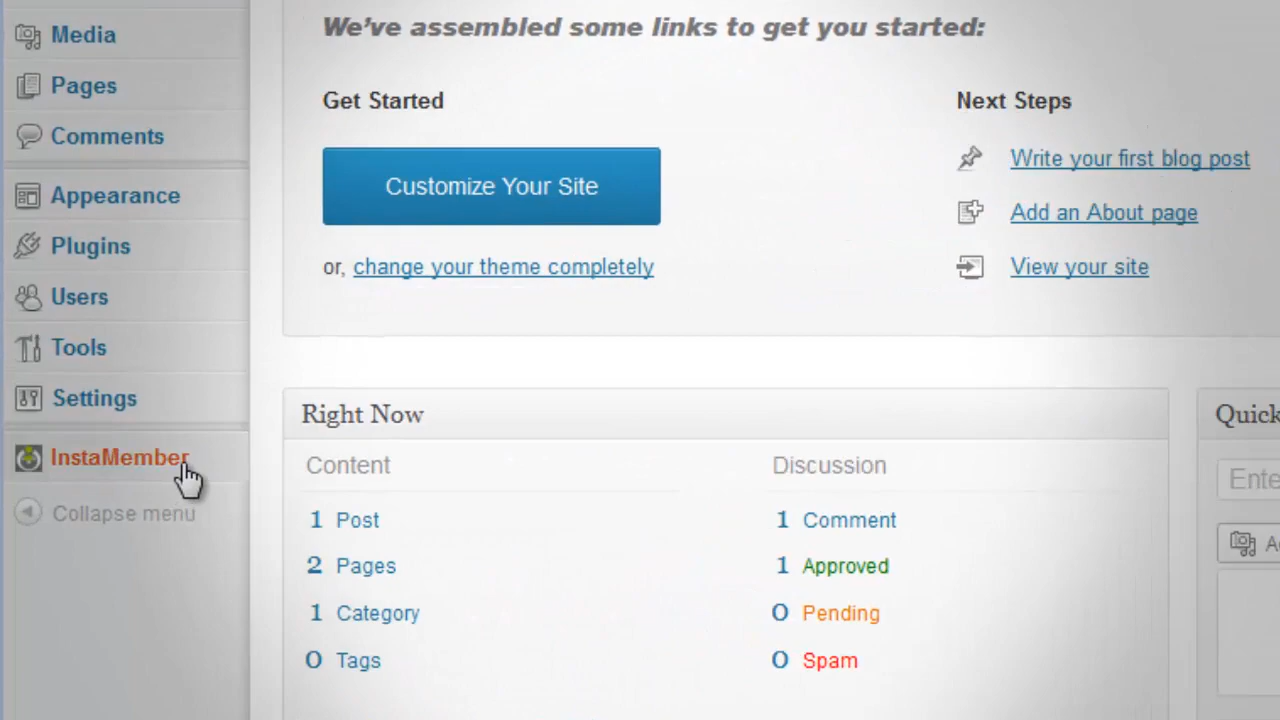 Media
Pages
Comments
Appearance
Plugins
Users
Tools
Settings
InstaMember
Collapse menu
We've assembled some links to get you started:
Get Started
Customize Your Site
or, change your theme completely
Next Steps
Write your first blog post
Add an About page
View your site
Right Now
Content
1 Post
2 Pages
1 Category
0 Tags
Discussion
1 Comment
1 Approved
0 Pending
0 Spam
Quick